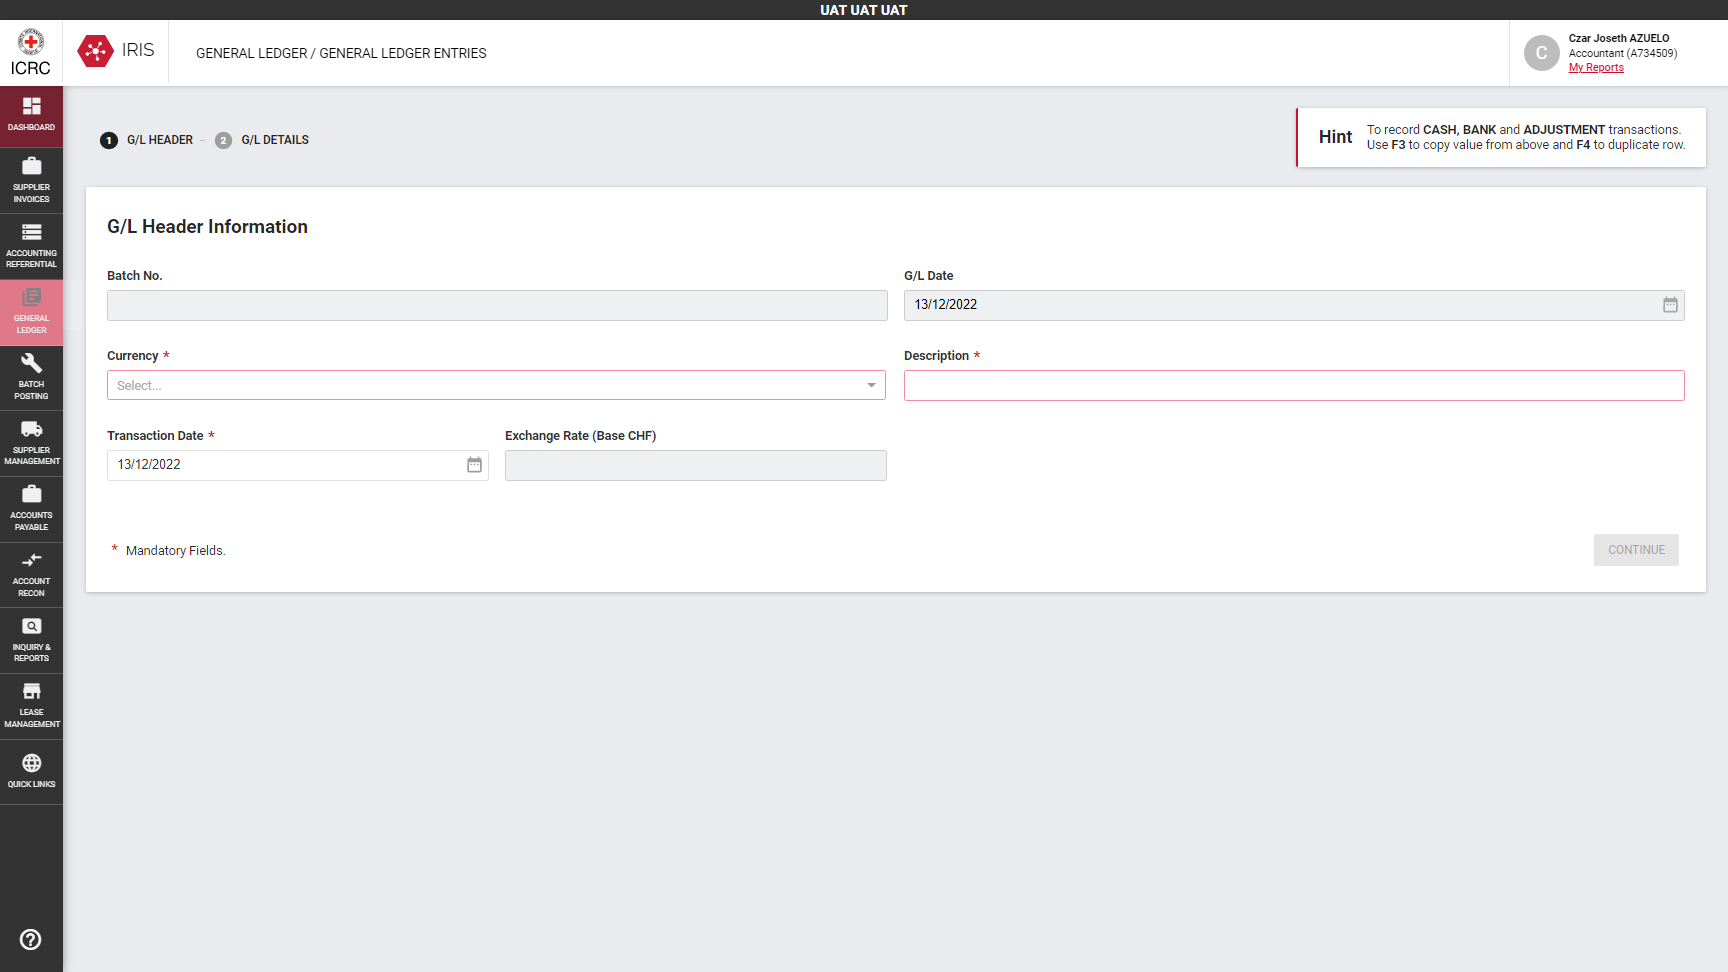 UAT UAT UAT
ICRC
IRIS
GENERAL LEDGER / GENERAL LEDGER ENTRIES
C
Czar Joseth AZUELO
Accountant (A734509)
My Reports
DASHBOARD
SUPPLIER
INVOICES
ACCOUNTING
REFERENTIAL
GENERAL
LEDGER
BATCH
POSTING
SUPPLIER
MANAGEMENT
ACCOUNTS
PAYABLE
ACCOUNT
RECON
INQUIRY &
REPORTS
LEASE
MANAGEMENT
QUICK LINKS
1 G/L HEADER – 2 G/L DETAILS
Hint
To record CASH, BANK and ADJUSTMENT transactions.
Use F3 to copy value from above and F4 to duplicate row.
G/L Header Information
Batch No.
G/L Date
13/12/2022
Currency *
Select...
Description *
Transaction Date *
13/12/2022
Exchange Rate (Base CHF)
* Mandatory Fields.
CONTINUE